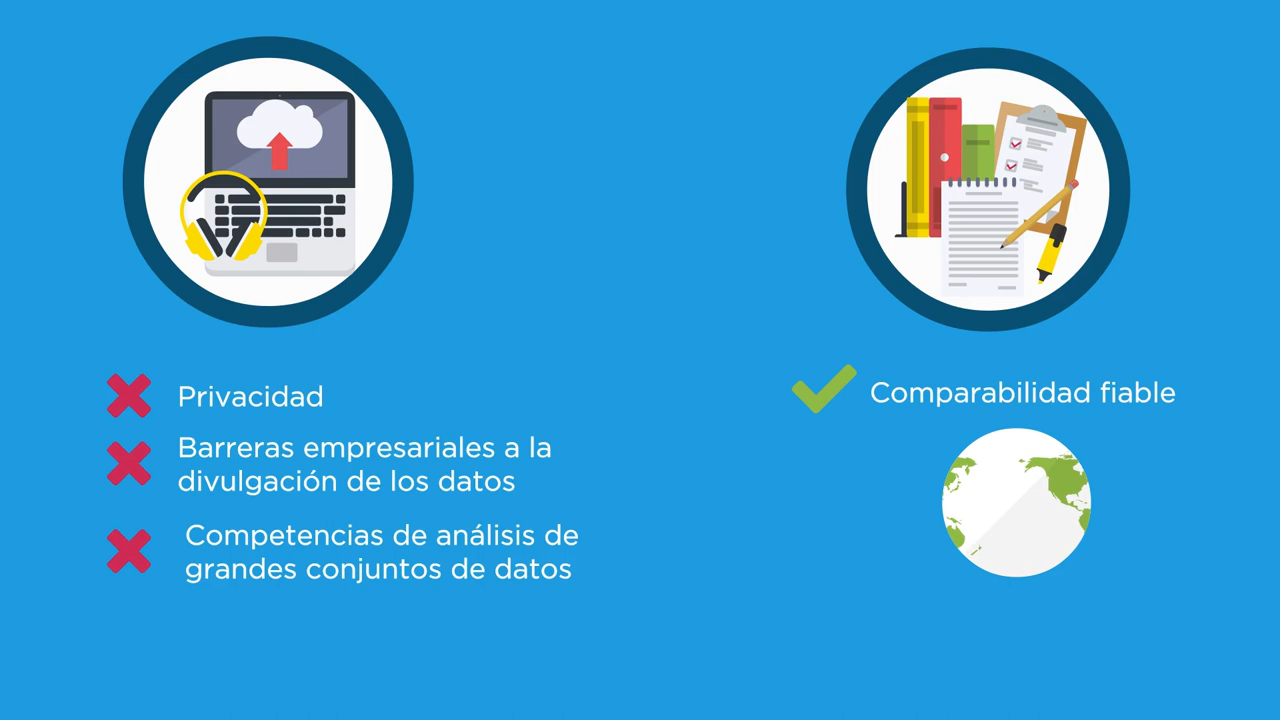 Privacidad
Barreras empresariales a la
divulgación de los datos
Competencias de análisis de
grandes conjuntos de datos
Comparabilidad fiable